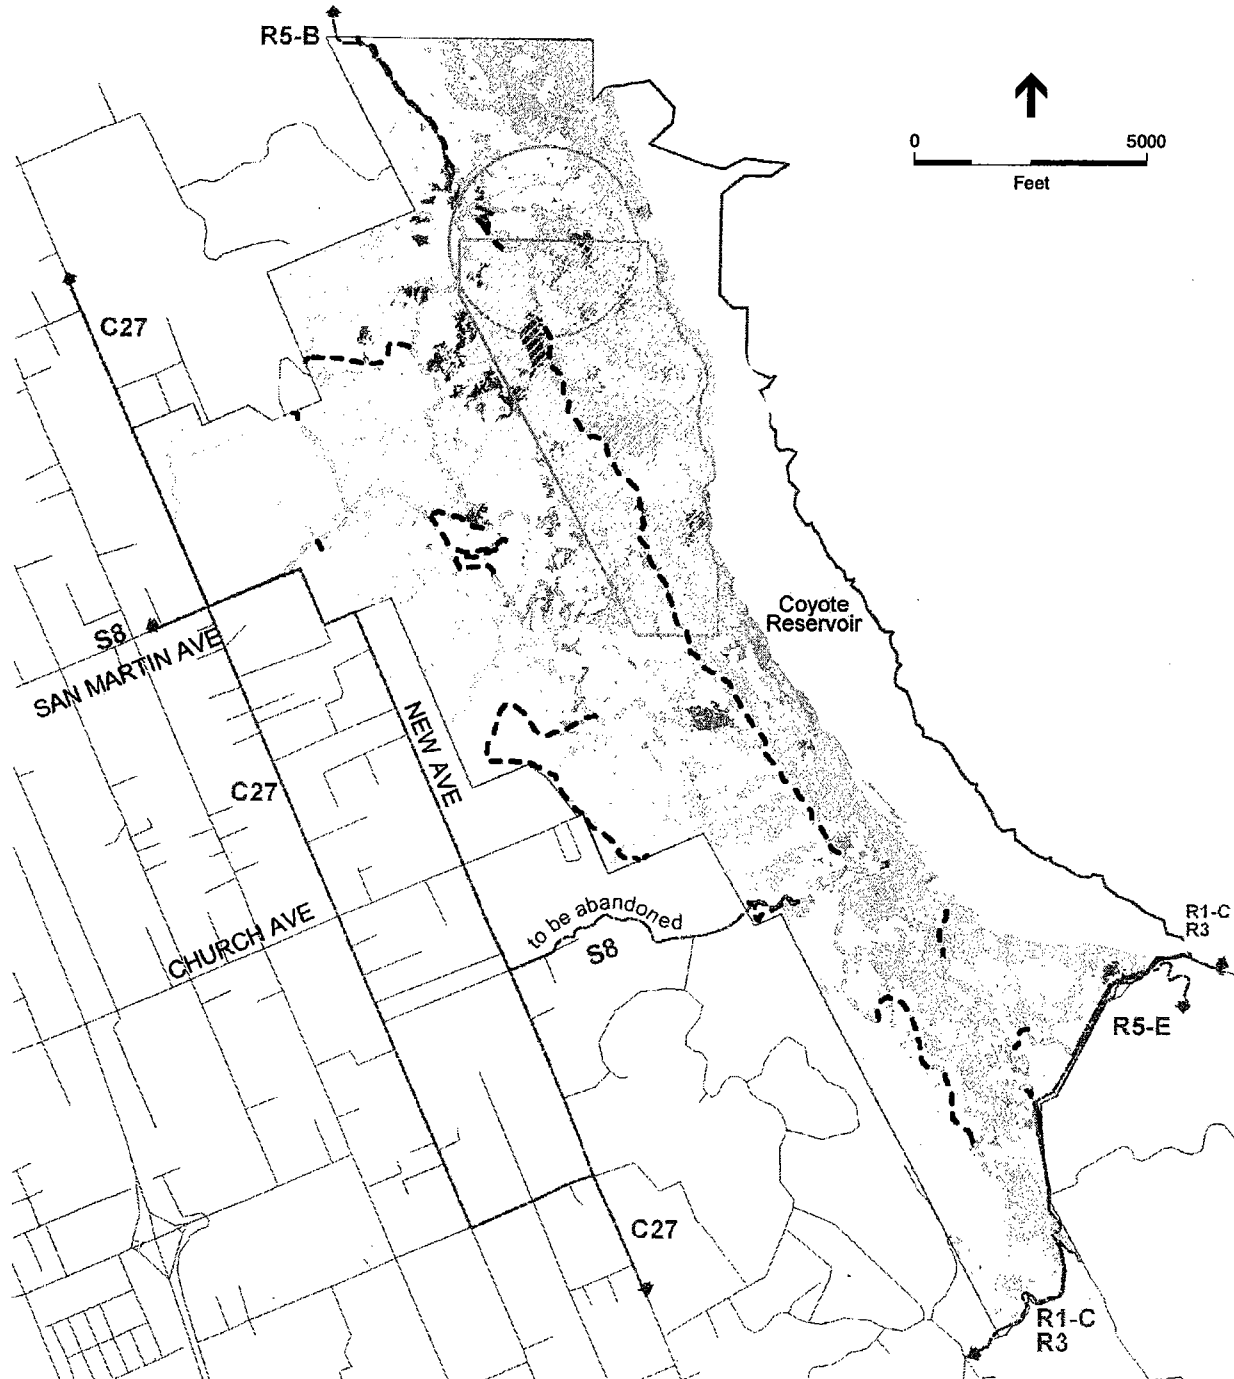 R5-B
0 5000
Feet
C27
Coyote
Reservoir
S8
SAN MARTIN AVE
NEW AVE
C27
to be abandoned
S8
CHURCH AVE
R1-C
R3
R5-E
C27
R1-C
R3